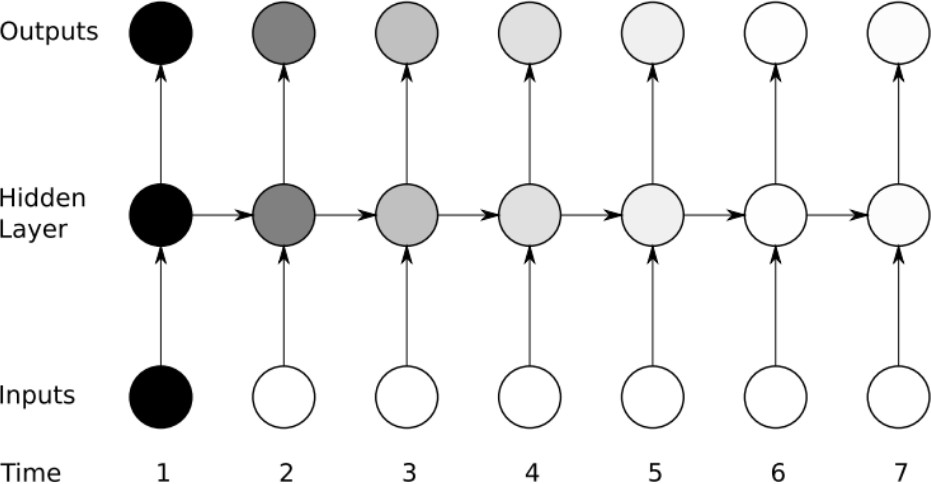 Outputs
Hidden
Layer
Inputs
Time 1 2 3 4 5 6 7